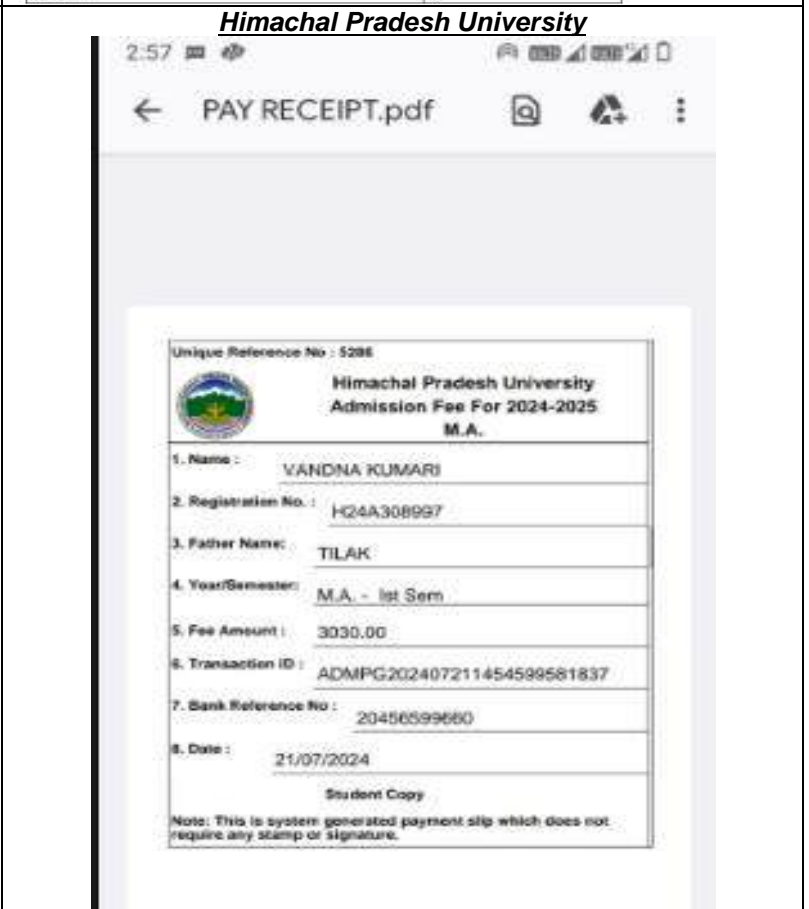 Himachal Pradesh University
2:57
PAY RECEIPT.pdf
Unique Reference No : 5286
Himachal Pradesh University
Admission Fee For 2024-2025
M.A.
1. Name : VANDNA KUMARI
2. Registration No. : H24A308997
3. Father Name: TILAK
4. Year/Semester: M.A. - Ist Sem
5. Fee Amount : 3030.00
6. Transaction ID : ADMPG202407211454599581837
7. Bank Reference No : 20456599660
8. Date : 21/07/2024
Student Copy
Note: This is system generated payment slip which does not
require any stamp or signature.